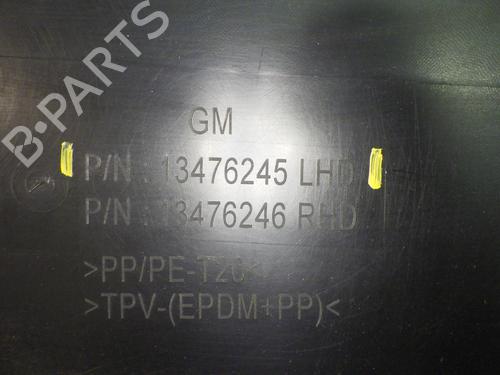 B-PARTS
GM
P/N : 13476245 LHD
P/N : 13476246 RHD
>PP/PE-T20<
>TPV-(EPDM+PP)<